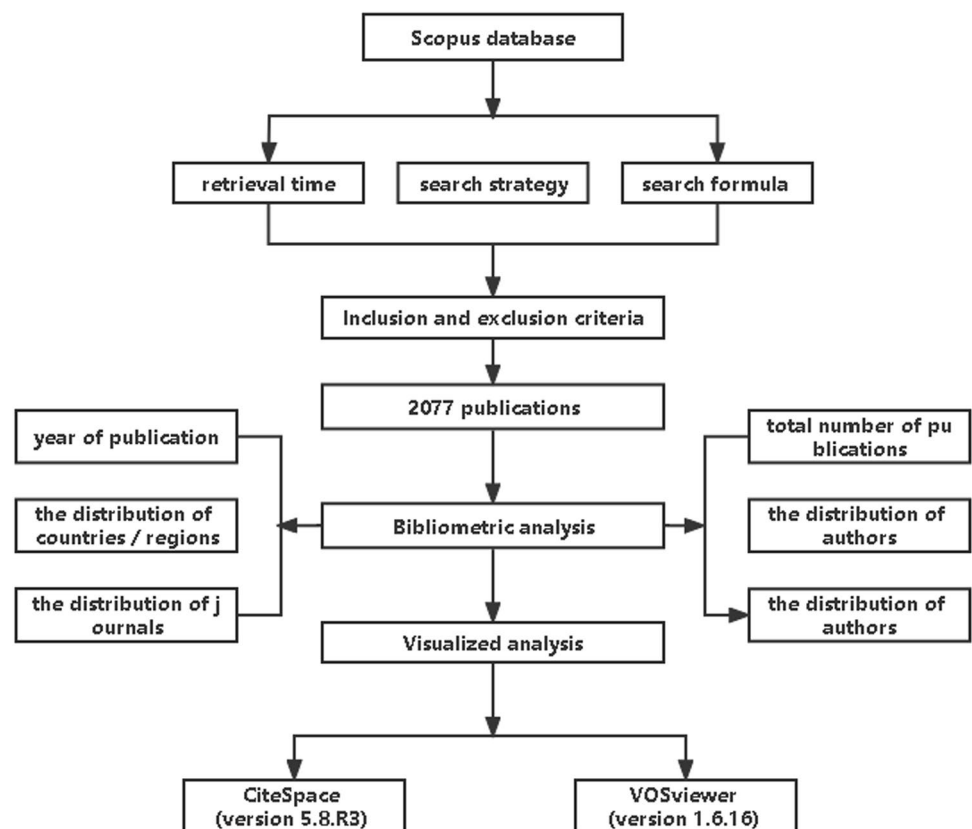 Scopus database
retrieval time
search strategy
search formula
Inclusion and exclusion criteria
2077 publications
year of publication
total number of pu
blications
the distribution of
countries / regions
Bibliometric analysis
the distribution of
authors
the distribution of j
ournals
the distribution of
authors
Visualized analysis
CiteSpace
(version 5.8.R3)
VOSviewer
(version 1.6.16)